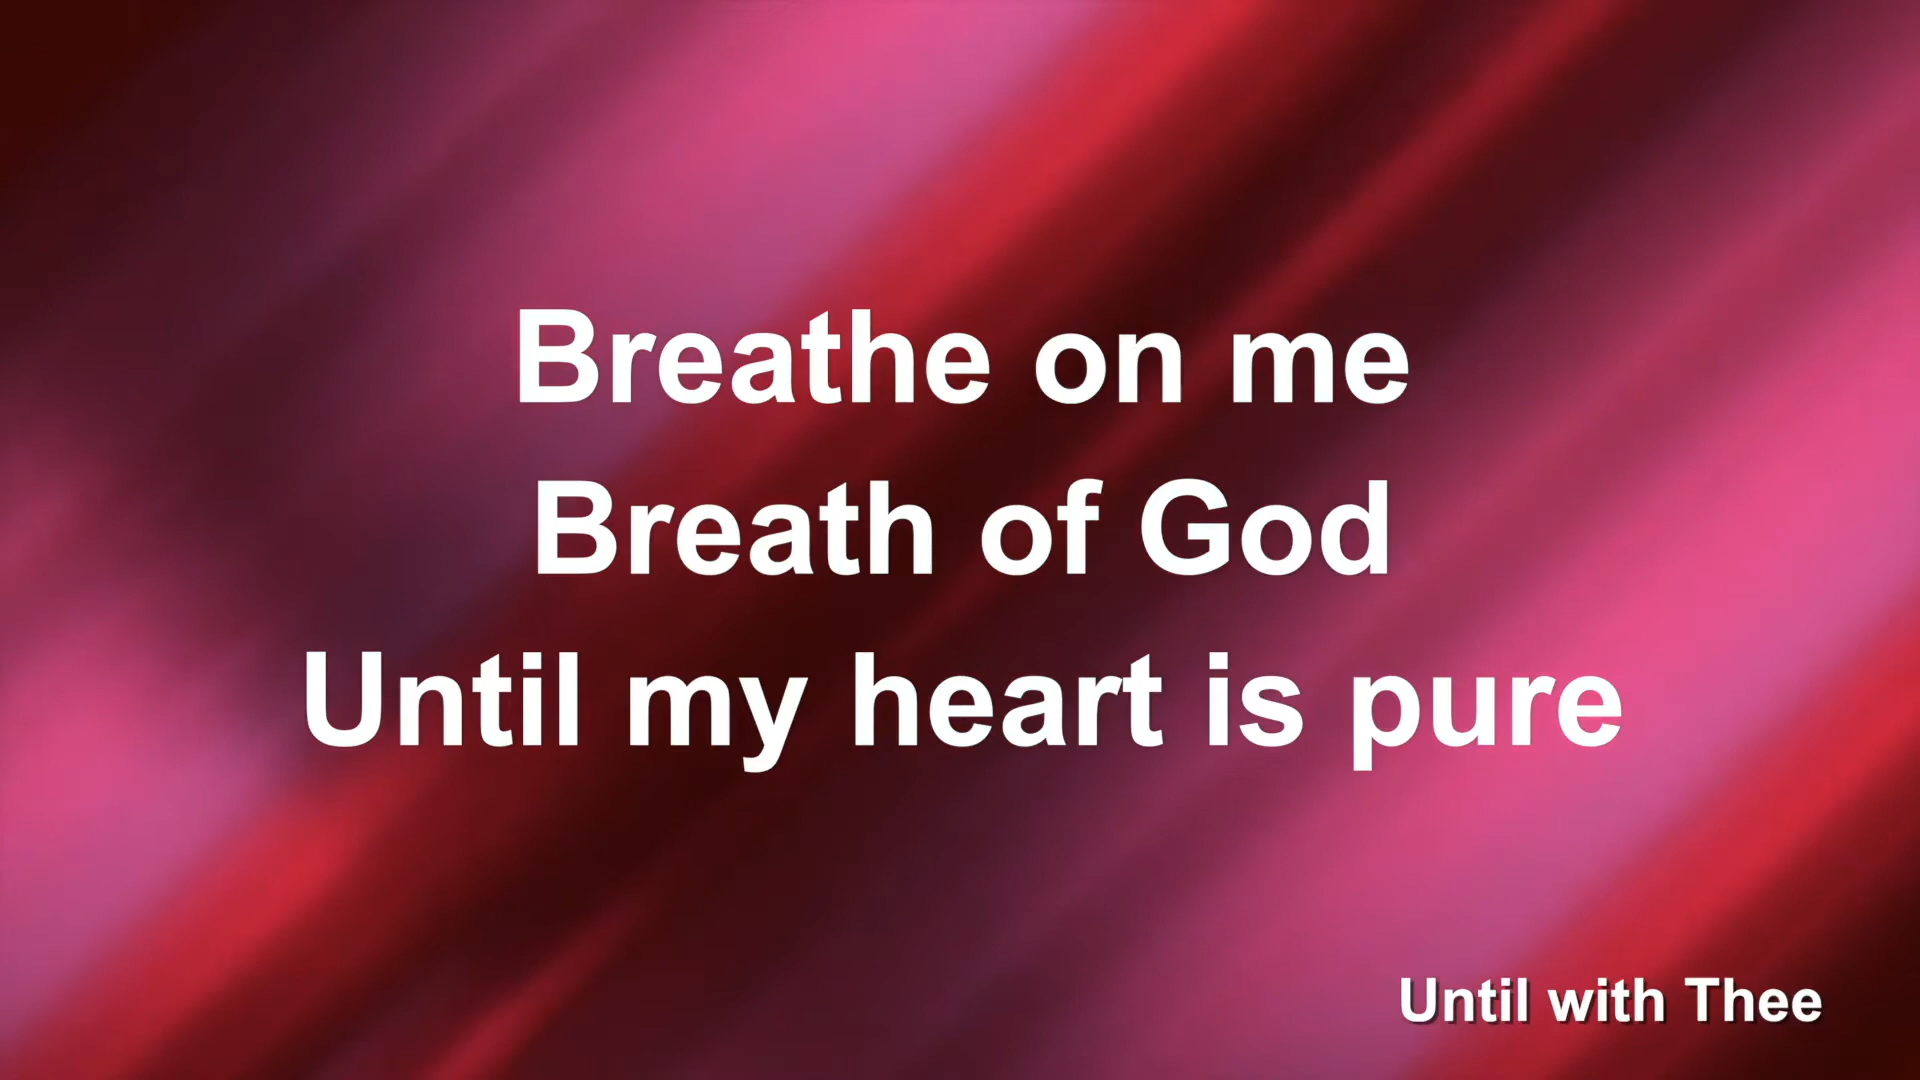 Breathe on me
Breath of God
Until my heart is pure
Until with Thee